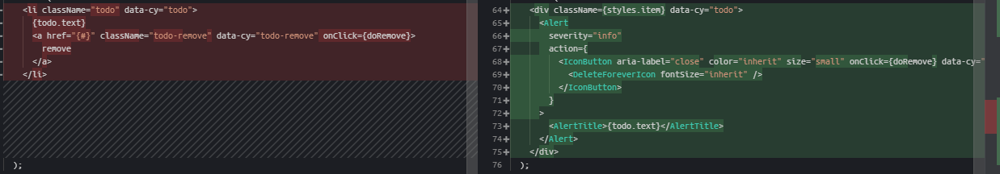 <li className="todo" data-cy="todo">
{todo.text}
<a href="{#}" className="todo-remove" data-cy="todo-remove" onClick={doRemove}>
remove
</a>
</li>
);
64+ <div className={styles.item} data-cy="todo">
65+ <Alert
66+ severity="info"
67+ action={
68+ <IconButton aria-label="close" color="inherit" size="small" onClick={doRemove} data-cy="
69+ <DeleteForeverIcon fontSize="inherit" />
70+ </IconButton>
71+ }
72+ >
73+ <AlertTitle>{todo.text}</AlertTitle>
74+ </Alert>
75+ </div>
76 );